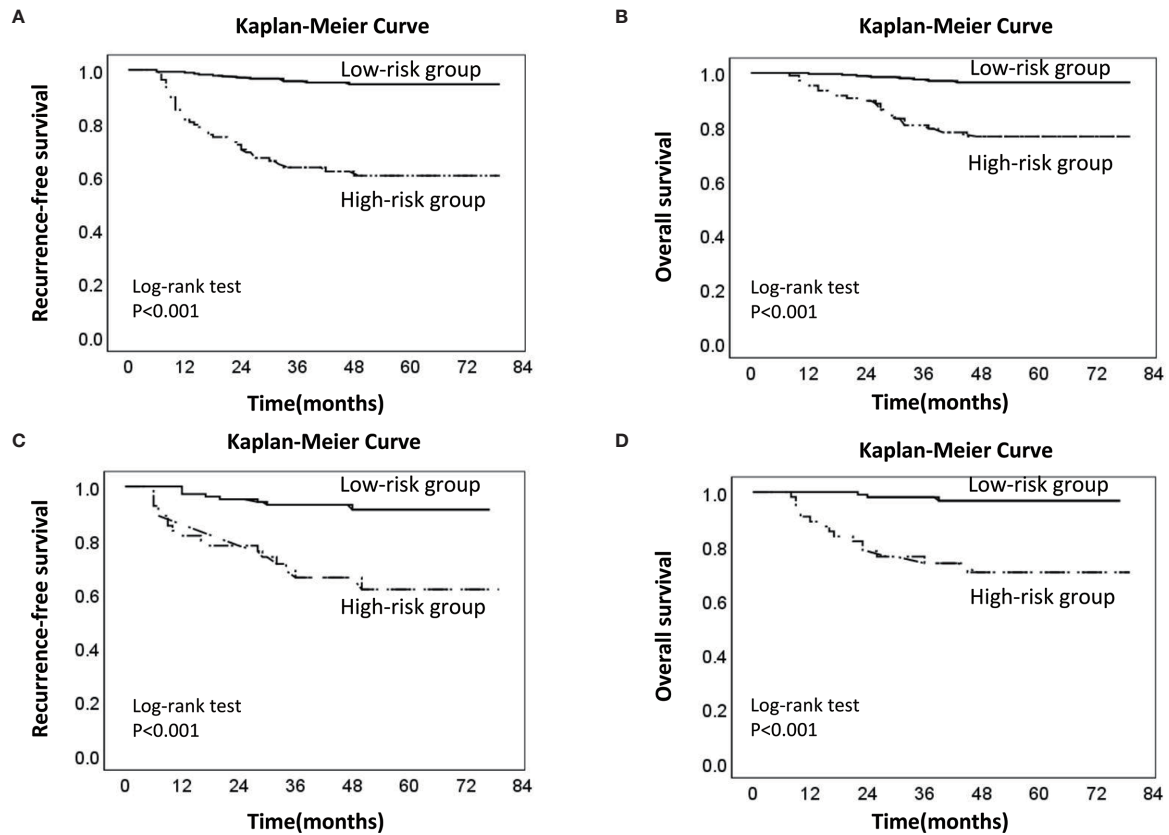 A
Kaplan-Meier Curve
Recurrence-free survival
1.0
0.8
0.6
0.4
0.2
0.0
Low-risk group
High-risk group
Log-rank test
P<0.001
0 12 24 36 48 60 72 84
Time(months)
B
Kaplan-Meier Curve
Overall survival
1.0
0.8
0.6
0.4
0.2
0.0
Low-risk group
High-risk group
Log-rank test
P<0.001
0 12 24 36 48 60 72 84
Time(months)
C
Kaplan-Meier Curve
Recurrence-free survival
1.0
0.8
0.6
0.4
0.2
0.0
Low-risk group
High-risk group
Log-rank test
P<0.001
0 12 24 36 48 60 72 84
Time(months)
D
Kaplan-Meier Curve
Overall survival
1.0
0.8
0.6
0.4
0.2
0.0
Low-risk group
High-risk group
Log-rank test
P<0.001
0 12 24 36 48 60 72 84
Time(months)